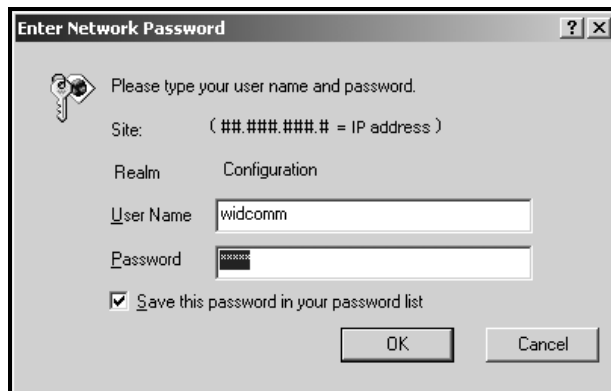 Enter Network Password ? X
Please type your user name and password.
Site: ( ##.###.###.# = IP address )
Realm Configuration
User Name widcomm
Password xxxxx
Save this password in your password list
OK Cancel